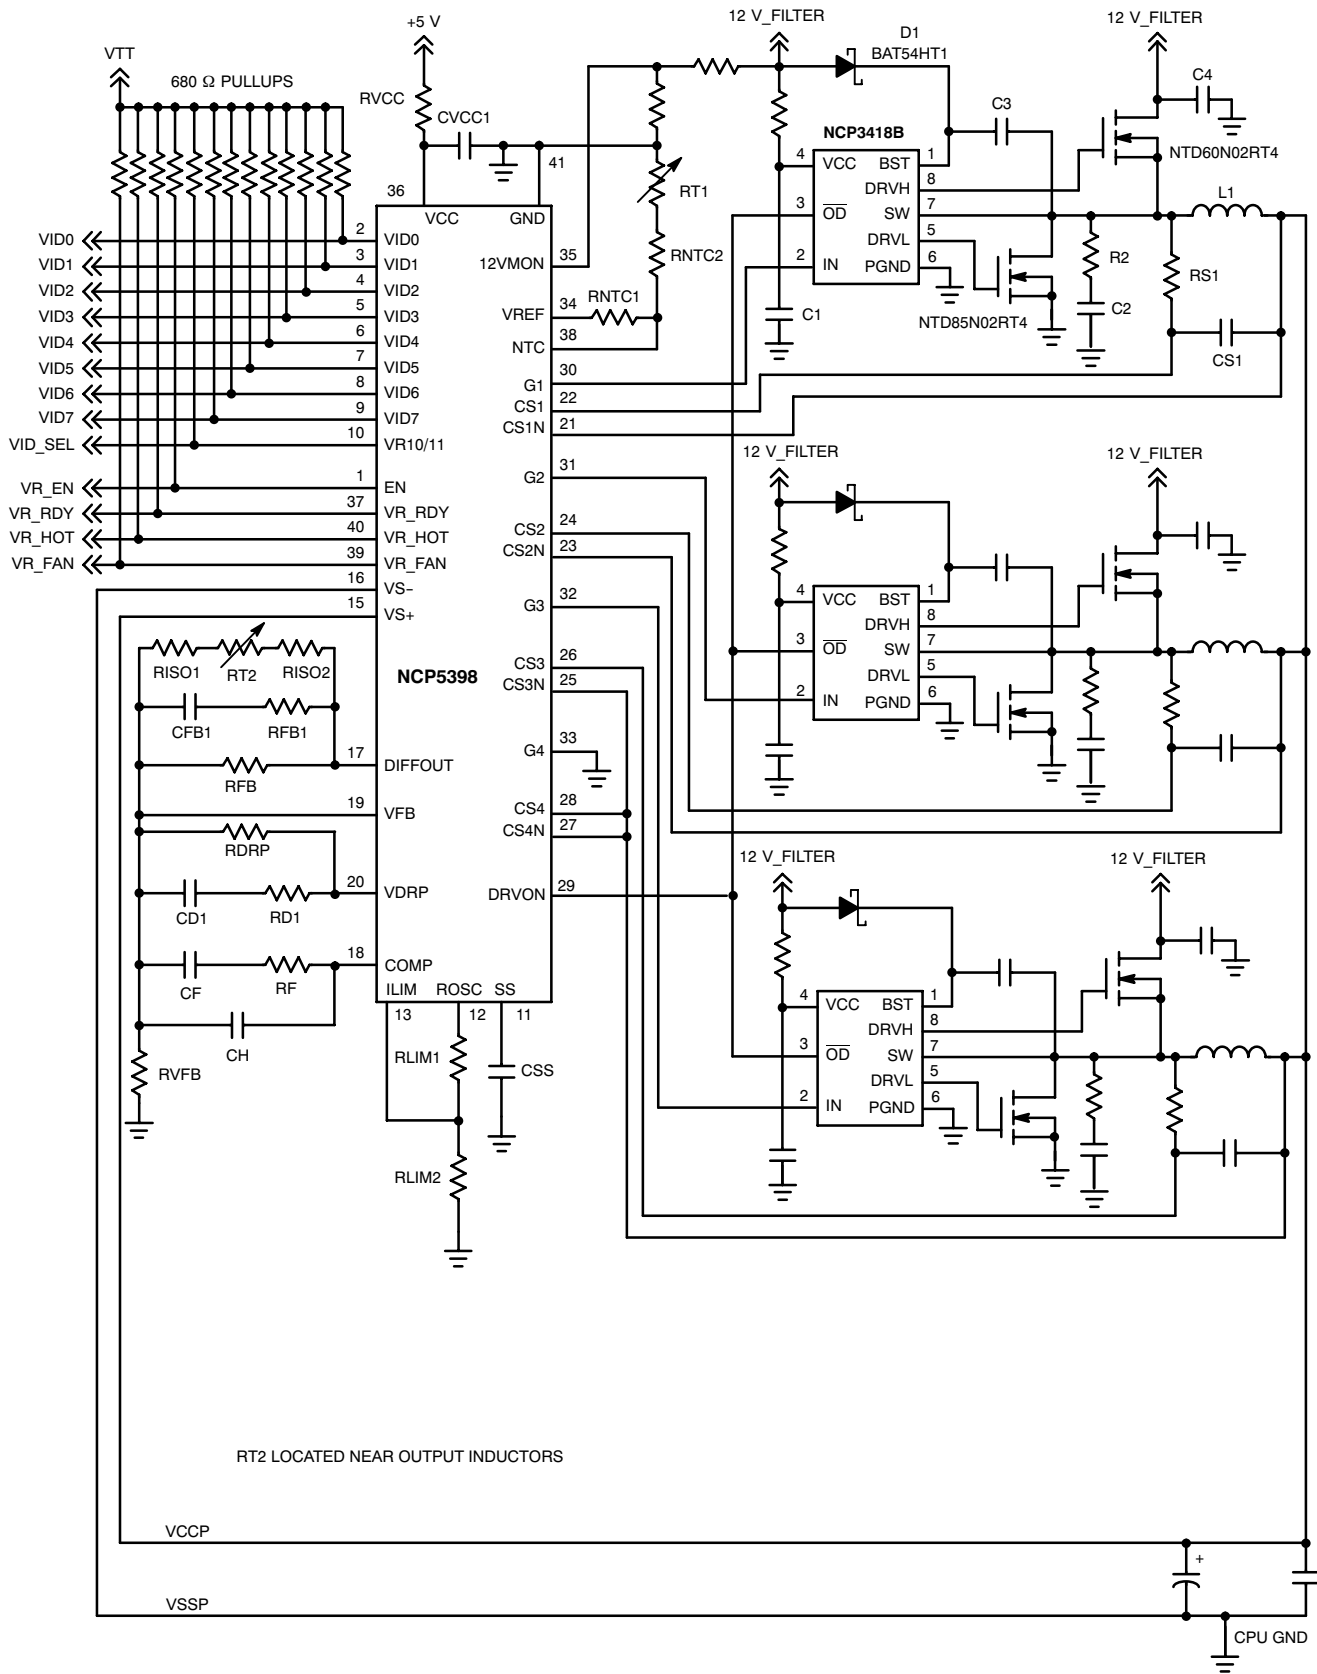 12 V_FILTER
12 V_FILTER
+5 V
D1
BAT54HT1
VTT
680 Ω PULLUPS
RVCC
CVCC1
C3
C4
NCP3418B
NTD60N02RT4
41
36
VCC
GND
RT1
4
VCC
BST
1
DRVH
8
3
OD
SW
7
L1
DRVL
5
2
IN
PGND
6
R2
RS1
C1
NTD85N02RT4
C2
CS1
VID0
2
VID0
VID1
3
VID1
12VMON
35
RNTC2
VID2
4
VID2
RNTC1
VID3
5
VID3
VREF
34
VID4
6
VID4
NTC
38
VID5
7
VID5
G1
30
VID6
8
VID6
CS1
22
VID7
9
VID7
CS1N
21
VID_SEL
10
VR10/11
12 V_FILTER
12 V_FILTER
G2
31
VR_EN
1
EN
VR_RDY
37
VR_RDY
CS2
24
VR_HOT
40
VR_HOT
CS2N
23
VR_FAN
39
VR_FAN
16
VS−
G3
32
15
VS+
4
VCC
BST
1
DRVH
8
3
OD
SW
7
DRVL
5
2
IN
PGND
6
RISO1
RT2
RISO2
NCP5398
CS3
26
CS3N
25
CFB1
RFB1
G4
33
17
DIFFOUT
RFB
19
VFB
CS4
28
CS4N
27
RDRP
12 V_FILTER
12 V_FILTER
20
VDRP
DRVON
29
CD1
RD1
18
COMP
CF
RF
ILIM
ROSC
SS
13
12
11
CH
RVFB
RLIM1
CSS
RLIM2
4
VCC
BST
1
DRVH
8
3
OD
SW
7
DRVL
5
2
IN
PGND
6
RT2 LOCATED NEAR OUTPUT INDUCTORS
VCCP
+
VSSP
CPU GND